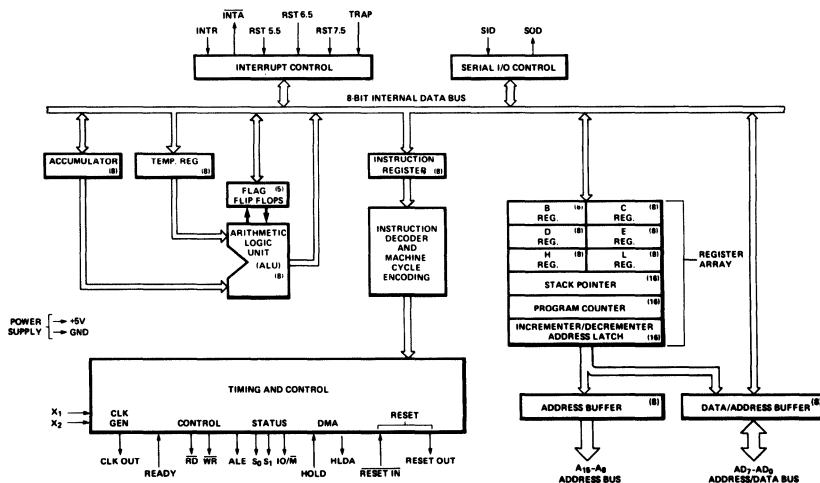 INTR
INTA
RST 5.5
RST 6.5
RST 7.5
TRAP
SID
SOD
INTERRUPT CONTROL
SERIAL I/O CONTROL
8-BIT INTERNAL DATA BUS
ACCUMULATOR (8)
TEMP. REG (8)
INSTRUCTION
REGISTER (8)
(5)
FLAG
FLIP FLOPS
ARITHMETIC
LOGIC
UNIT
(ALU)
(8)
INSTRUCTION
DECODER
AND
MACHINE
CYCLE
ENCODING
B (8)
REG.
C (8)
REG.
D (8)
REG.
E (8)
REG.
H (8)
REG.
L (8)
REG.
STACK POINTER (16)
PROGRAM COUNTER (16)
INCREMENTER/DECREMENTER
ADDRESS LATCH (16)
REGISTER
ARRAY
POWER
SUPPLY
+5V
GND
TIMING AND CONTROL
X1
X2
CLK
GEN
CONTROL
STATUS
DMA
RESET
CLK OUT
READY
RD
WR
ALE
S0
S1
IO/M
HOLD
HLDA
RESET IN
RESET OUT
ADDRESS BUFFER (8)
DATA/ADDRESS BUFFER (8)
A15-A8
ADDRESS BUS
AD7-AD0
ADDRESS/DATA BUS